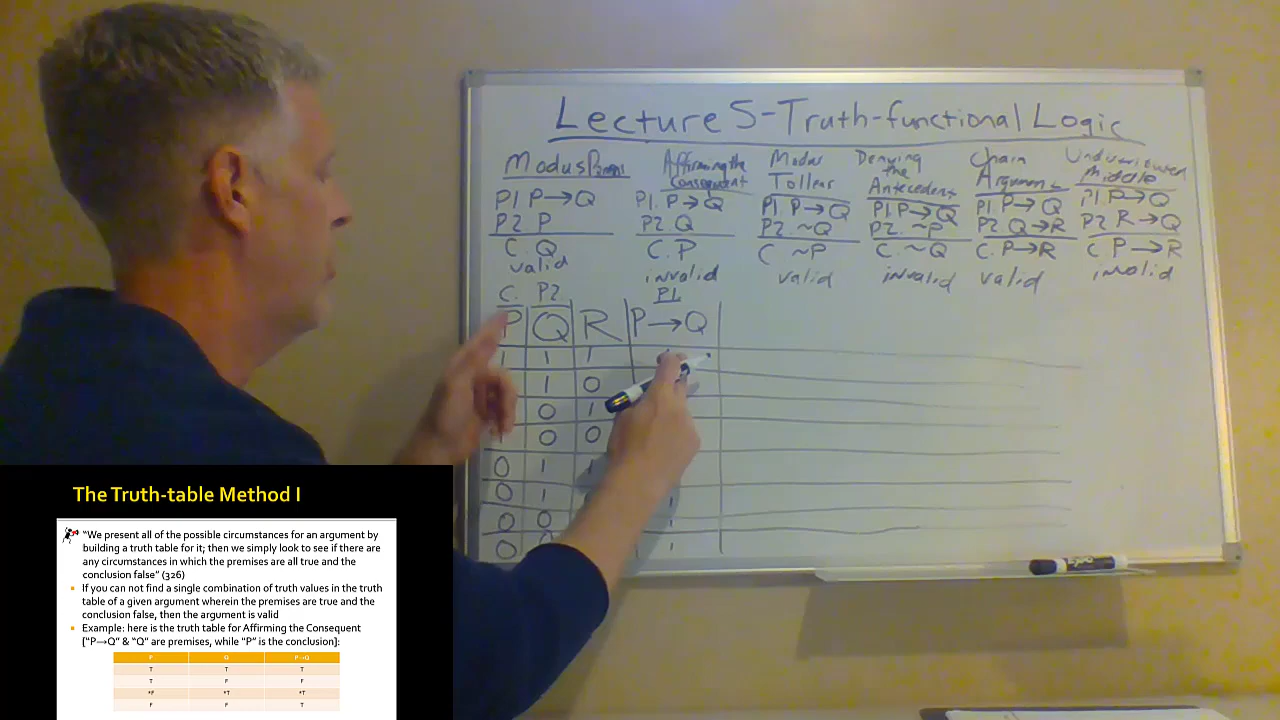 Lecture 5-Truth-functional Logic
Modus Ponens
P1 P→Q
P2 P
C. Q
valid
Affirming the
Consequent
P1. P→Q
P2. Q
C. P
invalid
Modus
Tollens
P1 P→Q
P2. ~Q
C ~P
valid
Denying
the
Antecedent
P1. P→Q
P2. ~P
C. ~Q
invalid
Chain
Argument
P1 P→Q
P2. Q→R
C. P→R
valid
Undistributed
Middle
P1 P→Q
P2 R→Q
C P→R
invalid
C. P2. P1
P Q R P→Q
1 1 1
1 0
0 1
0 0
0 1 1
0 1
0 0
0
The Truth-table Method I
“We present all of the possible circumstances for an argument by
building a truth table for it; then we simply look to see if there are
any circumstances in which the premises are all true and the
conclusion false” (326)
If you can not find a single combination of truth values in the truth
table of a given argument wherein the premises are true and the
conclusion false, then the argument is valid
Example: here is the truth table for Affirming the Consequent
[“P→Q” & “Q” are premises, while “P” is the conclusion]:
P Q P→Q
T T T
T F F
*F *T *T
F F T